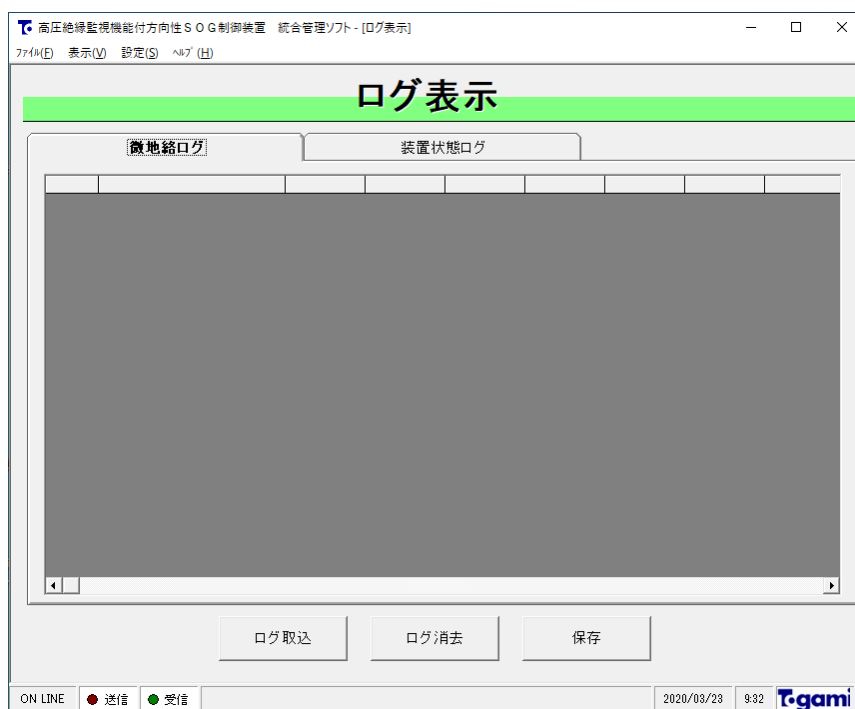 高圧絶縁監視機能付方向性SOG制御装置　統合管理ソフト - [ログ表示]
ﾌｧｲﾙ(F) 表示(V) 設定(S) ﾍﾙﾌﾟ(H)
ログ表示
微地絡ログ 装置状態ログ
ログ取込 ログ消去 保存
ON LINE 送信 受信 2020/03/23 9:32 Togami